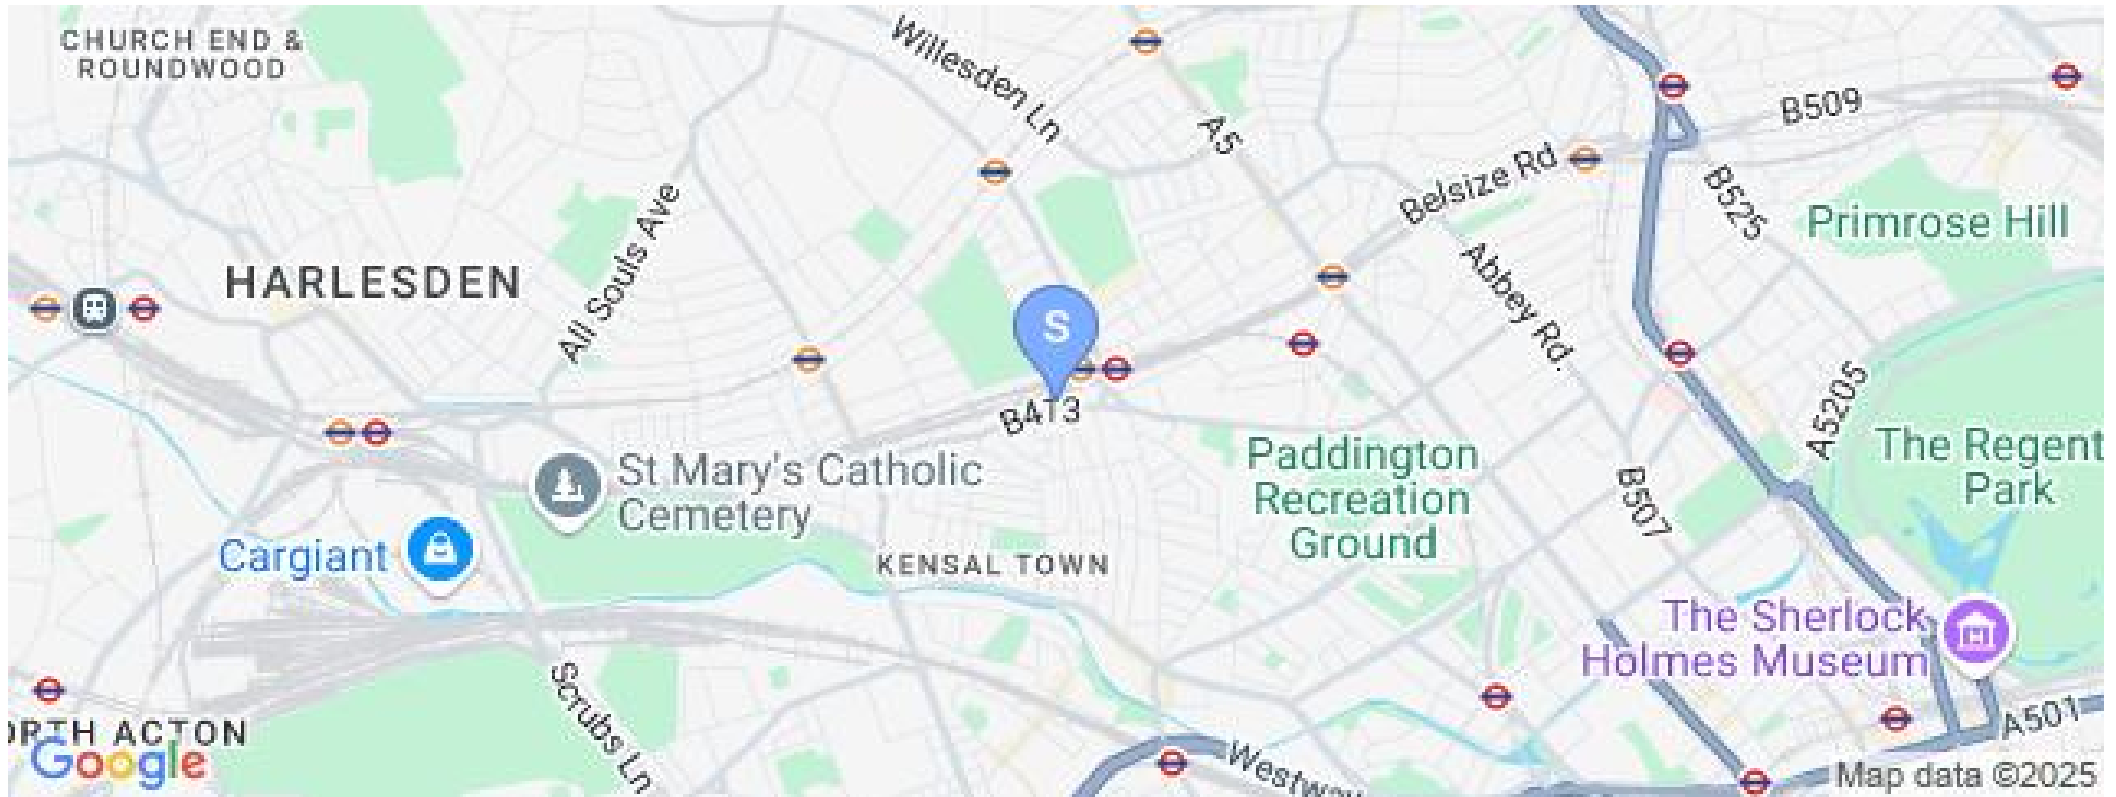 CHURCH END &
ROUNDWOOD
Willesden Ln
A5
B509
Belsize Rd
B525
Primrose Hill
All Souls Ave
HARLESDEN
Abbey Rd.
S
B413
A5205
St Mary's Catholic
Cemetery
Paddington
Recreation
Ground
The Regent
Park
B507
Cargiant
KENSAL TOWN
The Sherlock
Holmes Museum
Scrubs Ln
ORTH ACTON
A501
Westway
Google
Map data ©2025